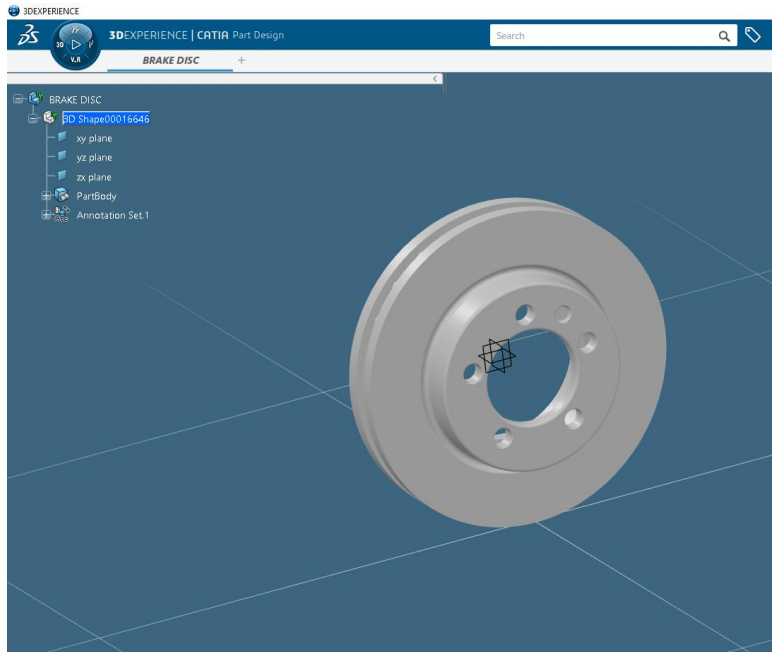 3DEXPERIENCE
3DEXPERIENCE | CATIA Part Design
Search
3D
V.R
BRAKE DISC +
BRAKE DISC
3D Shape00016646
xy plane
yz plane
zx plane
PartBody
Annotation Set.1